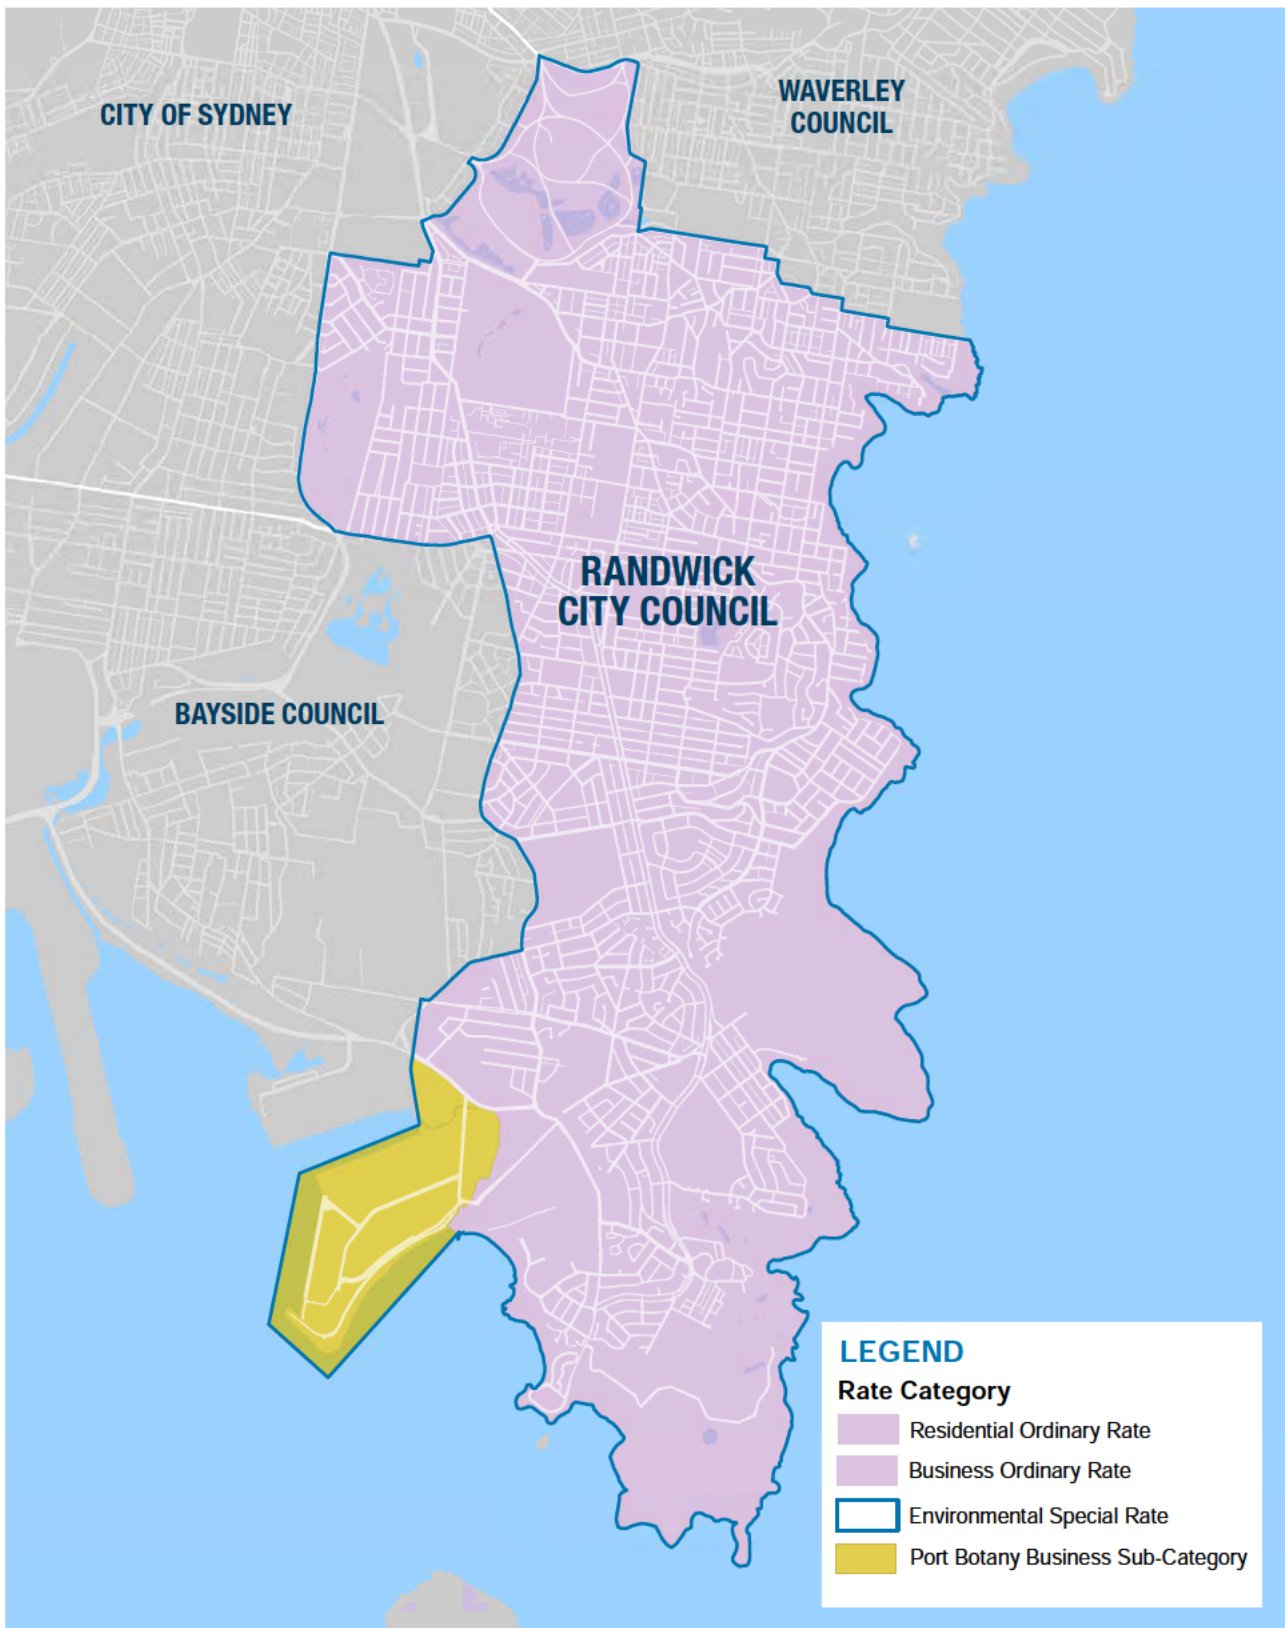 CITY OF SYDNEY
WAVERLEY
COUNCIL
RANDWICK
CITY COUNCIL
BAYSIDE COUNCIL
LEGEND
Rate Category
Residential Ordinary Rate
Business Ordinary Rate
Environmental Special Rate
Port Botany Business Sub-Category